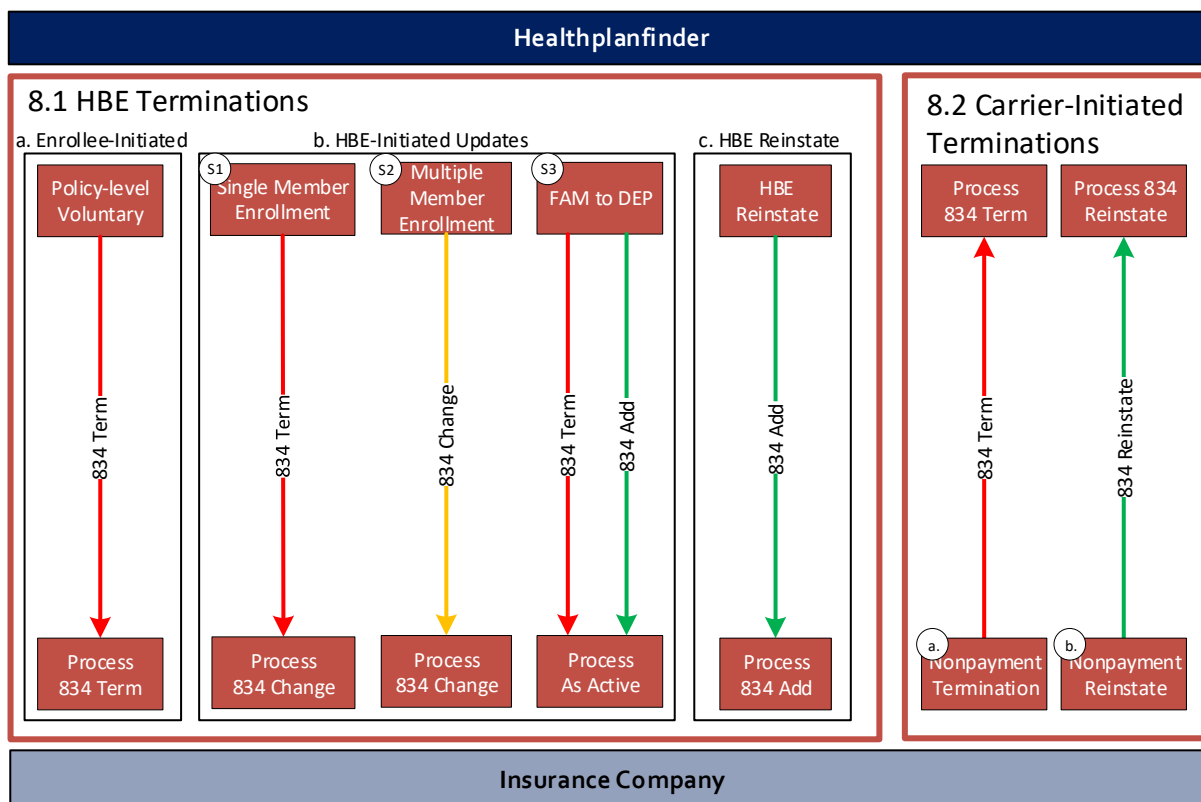 Healthplanfinder
8.1 HBE Terminations
a. Enrollee-Initiated
Policy-level
Voluntary
834 Term
Process
834 Term
b. HBE-Initiated Updates
S1
Single Member
Enrollment
834 Term
Process
834 Change
S2
Multiple
Member
Enrollment
834 Change
Process
834 Change
S3
FAM to DEP
834 Term
834 Add
Process
As Active
c. HBE Reinstate
HBE
Reinstate
834 Add
Process
834 Add
8.2 Carrier-Initiated
Terminations
Process
834 Term
834 Term
a.
Nonpayment
Termination
Process 834
Reinstate
834 Reinstate
b.
Nonpayment
Reinstate
Insurance Company